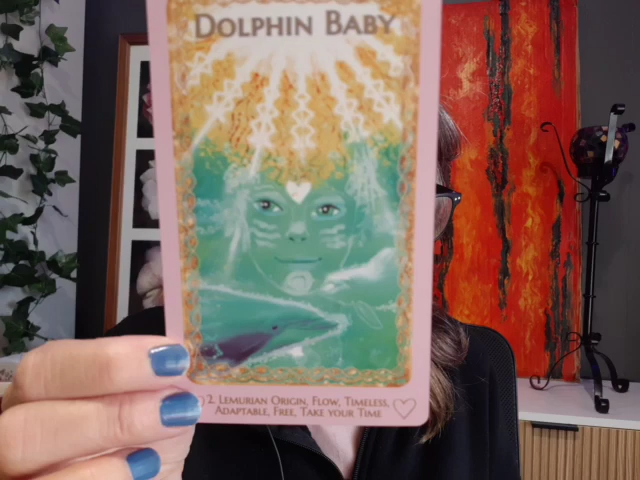 DOLPHIN BABY
2. LEMURIAN ORIGIN, FLOW, TIMELESS,
ADAPTABLE, FREE, TAKE YOUR TIME